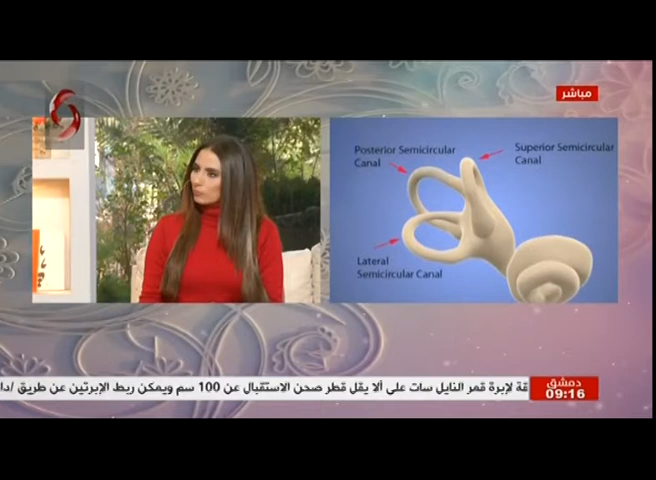 مباشر
Posterior Semicircular
Canal
Superior Semicircular
Canal
Lateral
Semicircular Canal
دمشق
09:16
قة لإبرة قمر النايل سات على ألا يقل قطر صحن الاستقبال عن 100 سم ويمكن ربط الإبرتين عن طريق /دا